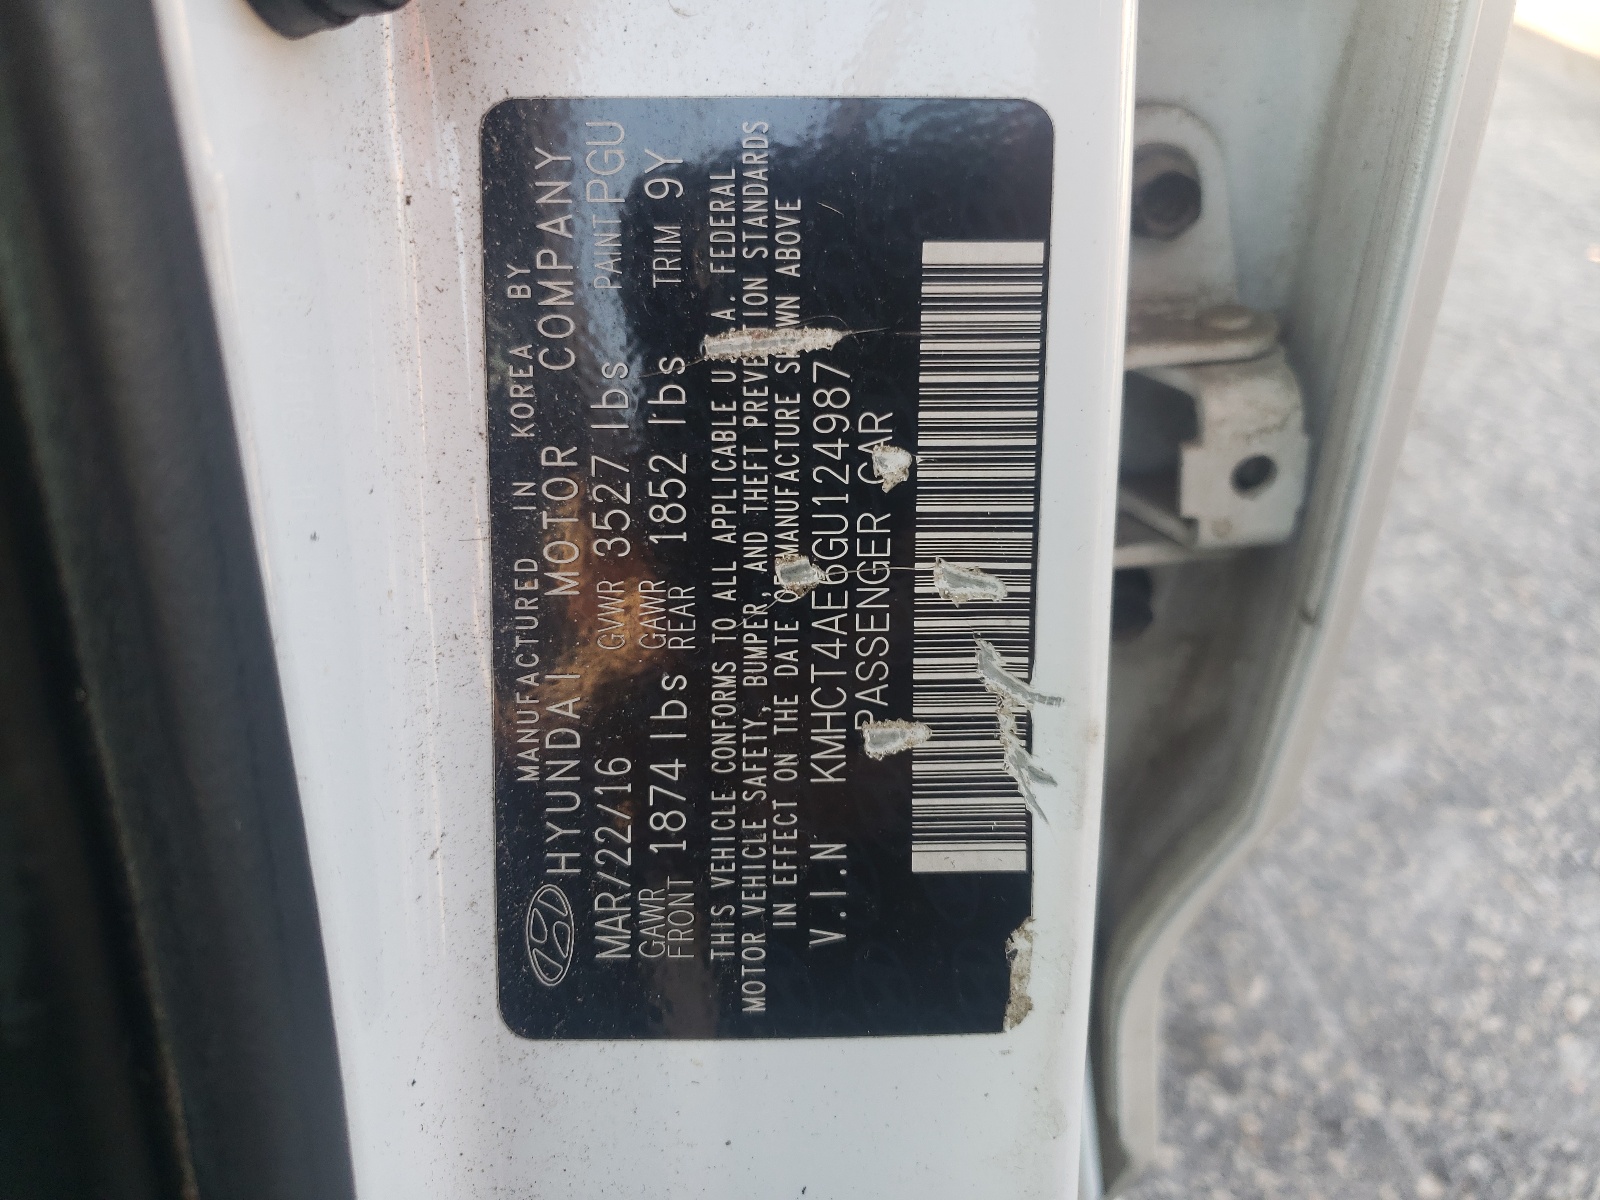 MANUFACTURED IN KOREA BY
HYUNDAI MOTOR COMPANY
MAR/22/16 GVWR 3527 lbs PAINT PGU
GAWR FRONT 1874 lbs GAWR REAR 1852 lbs TRIM 9Y
THIS VEHICLE CONFORMS TO ALL APPLICABLE U.S.A. FEDERAL
MOTOR VEHICLE SAFETY, BUMPER, AND THEFT PREVENTION STANDARDS
IN EFFECT ON THE DATE OF MANUFACTURE SHOWN ABOVE
V.I.N KMHCT4AE6GU124987
PASSENGER CAR